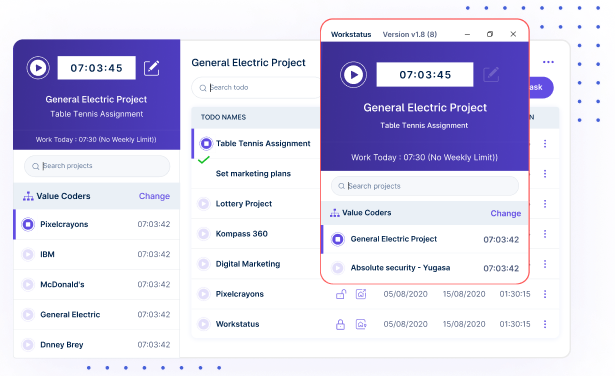 07:03:45
General Electric Project
Table Tennis Assignment
Work Today : 07:30 (No Weekly Limit))
Search projects
Value Coders Change
Pixelcrayons 07:03:42
IBM 07:03:42
McDonald's 07:03:42
General Electric 07:03:42
Dnney Brey 07:03:42
General Electric Project
Search todo
ask
TODO NAMES
N
Table Tennis Assignment
Set marketing plans
Lottery Project
Kompass 360
Digital Marketing
Pixelcrayons 05/08/2020 15/08/2020 01:30:15
Workstatus 05/08/2020 15/08/2020 01:30:15
Workstatus Version v1.8 (8)
07:03:45
General Electric Project
Table Tennis Assignment
Work Today : 07:30 (No Weekly Limit))
Search projects
Value Coders Change
General Electric Project 07:03:42
Absolute security - Yugasa 07:03:42